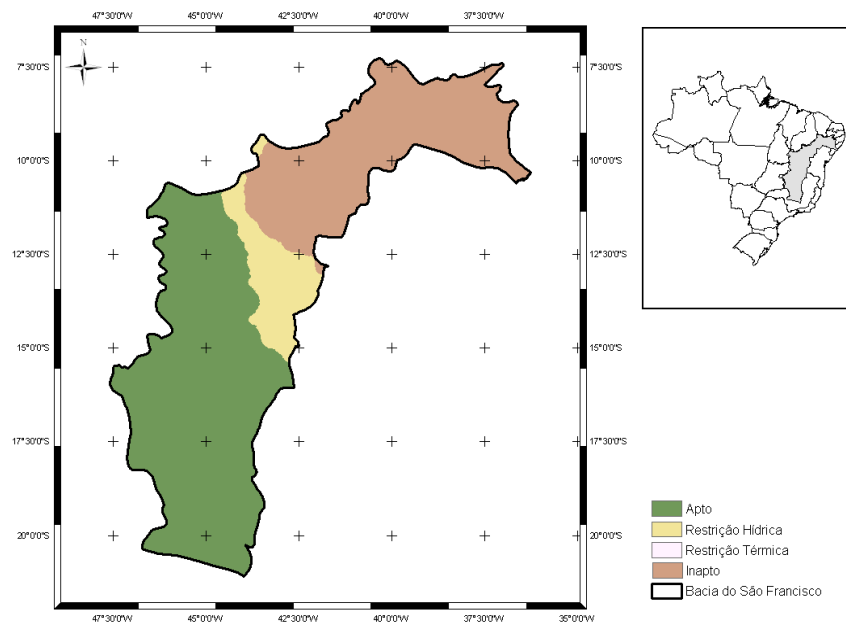 47°30'0"W 45°0'0"W 42°30'0"W 40°0'0"W 37°30'0"W 35°0'0"W
N
7°30'0"S 7°30'0"S
10°0'0"S 10°0'0"S
12°30'0"S 12°30'0"S
15°0'0"S 15°0'0"S
17°30'0"S 17°30'0"S
20°0'0"S 20°0'0"S
47°30'0"W 45°0'0"W 42°30'0"W 40°0'0"W 37°30'0"W 35°0'0"W
Apto
Restrição Hídrica
Restrição Térmica
Inapto
Bacia do São Francisco